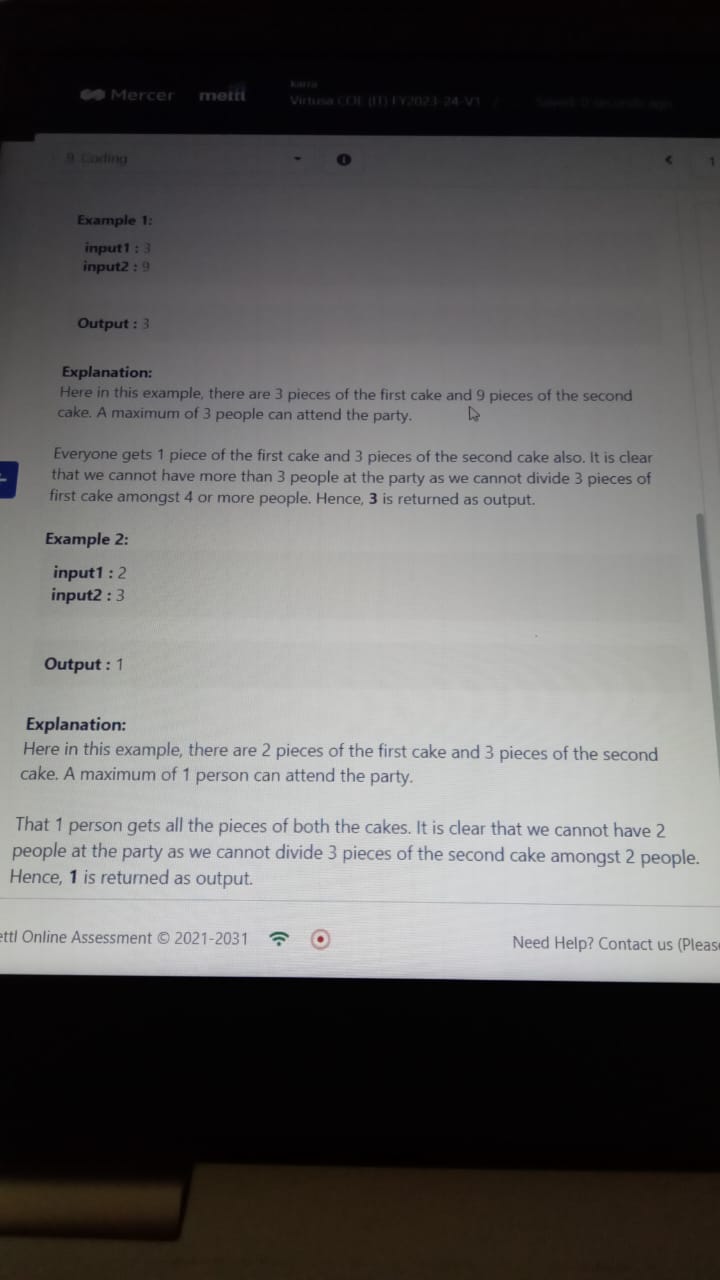 Mercer mettl
karra
Virtusa COE (IT) FY2023-24-V1
Saved: 0 seconds ago
9. Coding
1
Example 1:
input1 : 3
input2 : 9
Output : 3
Explanation:
Here in this example, there are 3 pieces of the first cake and 9 pieces of the second
cake. A maximum of 3 people can attend the party.
Everyone gets 1 piece of the first cake and 3 pieces of the second cake also. It is clear
that we cannot have more than 3 people at the party as we cannot divide 3 pieces of
first cake amongst 4 or more people. Hence, 3 is returned as output.
Example 2:
input1 : 2
input2 : 3
Output : 1
Explanation:
Here in this example, there are 2 pieces of the first cake and 3 pieces of the second
cake. A maximum of 1 person can attend the party.
That 1 person gets all the pieces of both the cakes. It is clear that we cannot have 2
people at the party as we cannot divide 3 pieces of the second cake amongst 2 people.
Hence, 1 is returned as output.
ettl Online Assessment © 2021-2031 Need Help? Contact us (Pleas